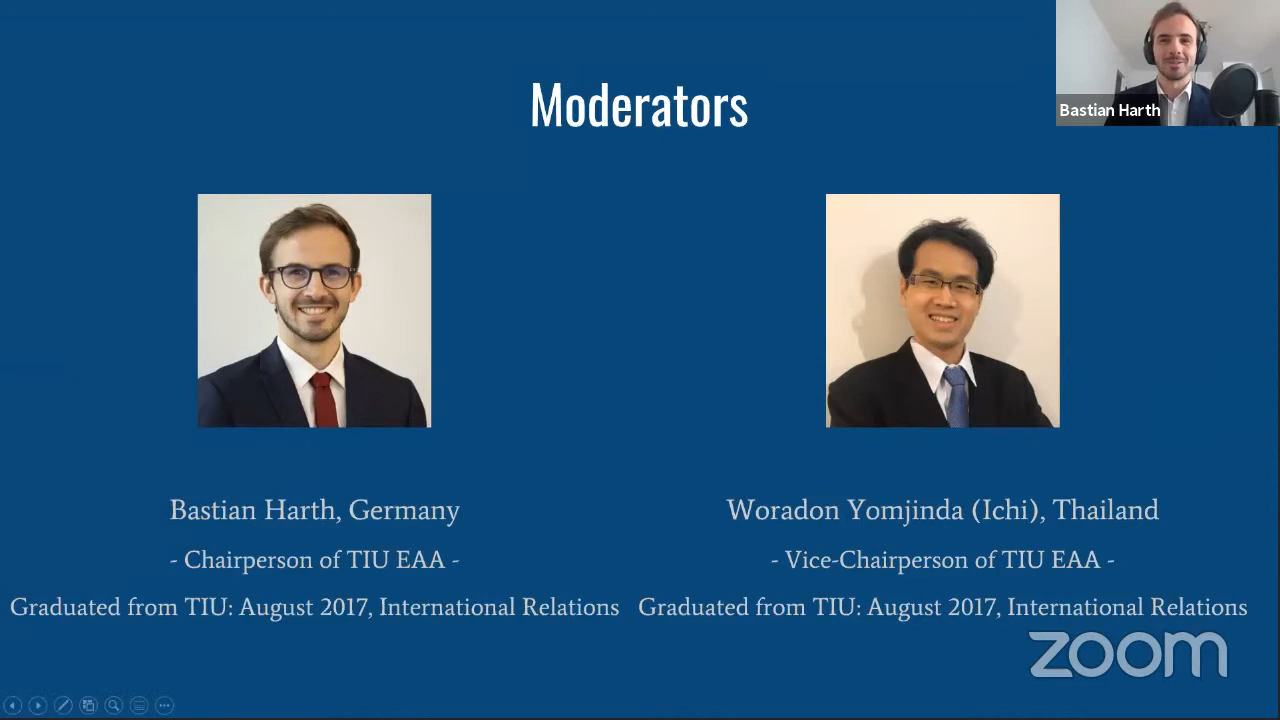 Moderators
Bastian Harth
Bastian Harth, Germany
- Chairperson of TIU EAA -
Graduated from TIU: August 2017, International Relations
Woradon Yomjinda (Ichi), Thailand
- Vice-Chairperson of TIU EAA -
Graduated from TIU: August 2017, International Relations
zoom